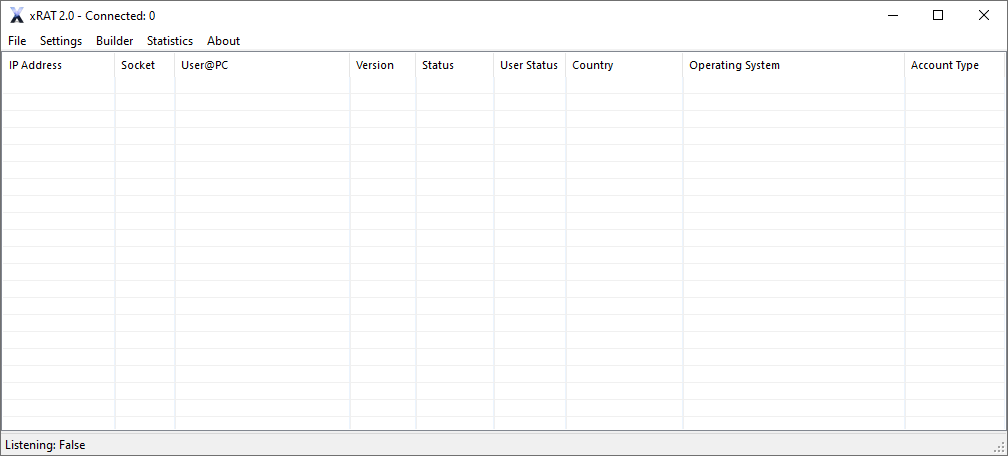 xRAT 2.0 - Connected: 0
File Settings Builder Statistics About
IP Address Socket User@PC Version Status User Status Country Operating System Account Type
Listening: False